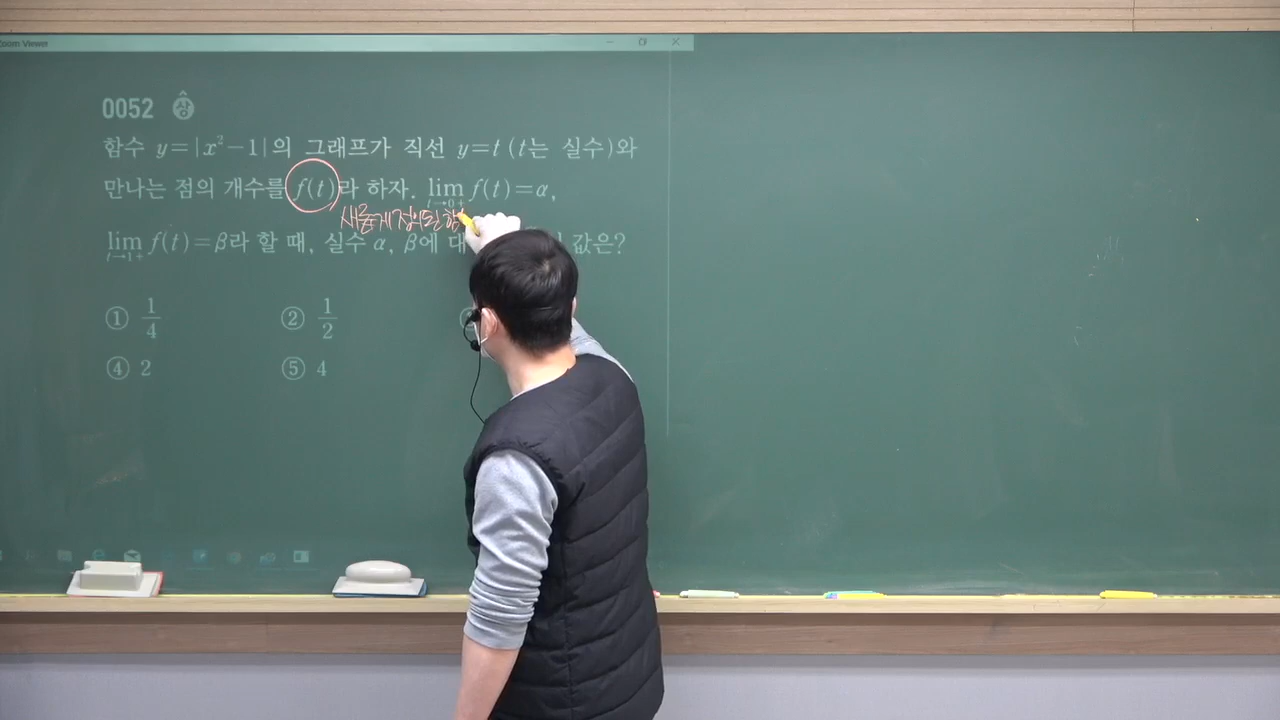 Zoom Viewer
0052 상
함수 y=|x²-1|의 그래프가 직선 y=t (t는 실수)와
만나는 점의 개수를 f(t)라 하자. lim t→0+ f(t)=α,
새롭게 정의된 함
lim t→1+ f(t)=β라 할 때, 실수 α, β에 대 값은?
① 1/4 ② 1/2
④ 2 ⑤ 4